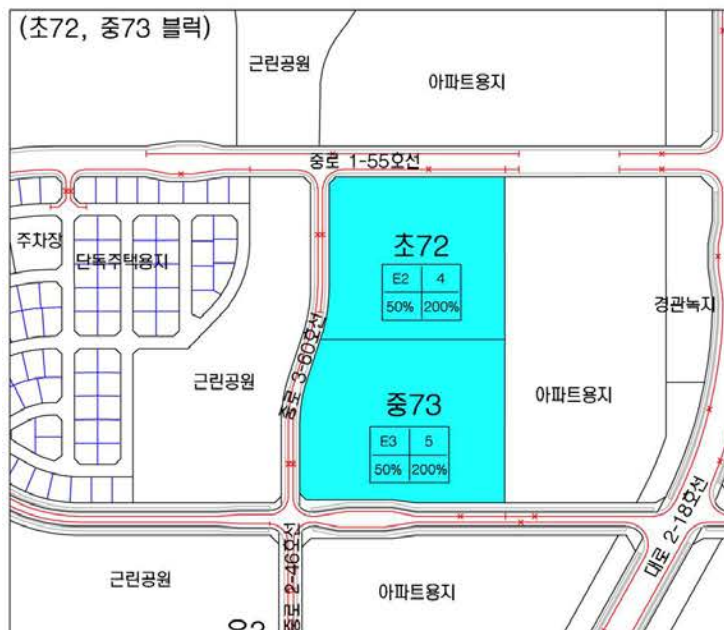 (초72, 중73 블럭)
근린공원
아파트용지
중로 1-55호선
초72
E2 4
50% 200%
주차장
단독주택용지
경관녹지
중로 3-60호선
근린공원
아파트용지
중73
E3 5
50% 200%
대로 2-18호선
중로 2-46호선
근린공원
아파트용지